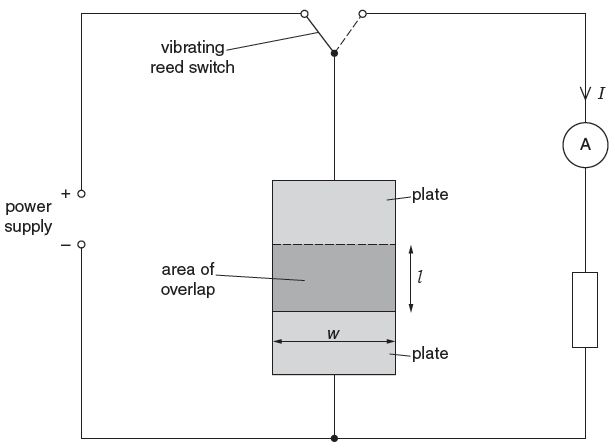 vibrating
reed switch
I
A
+
power
supply
−
plate
area of
overlap
l
w
plate